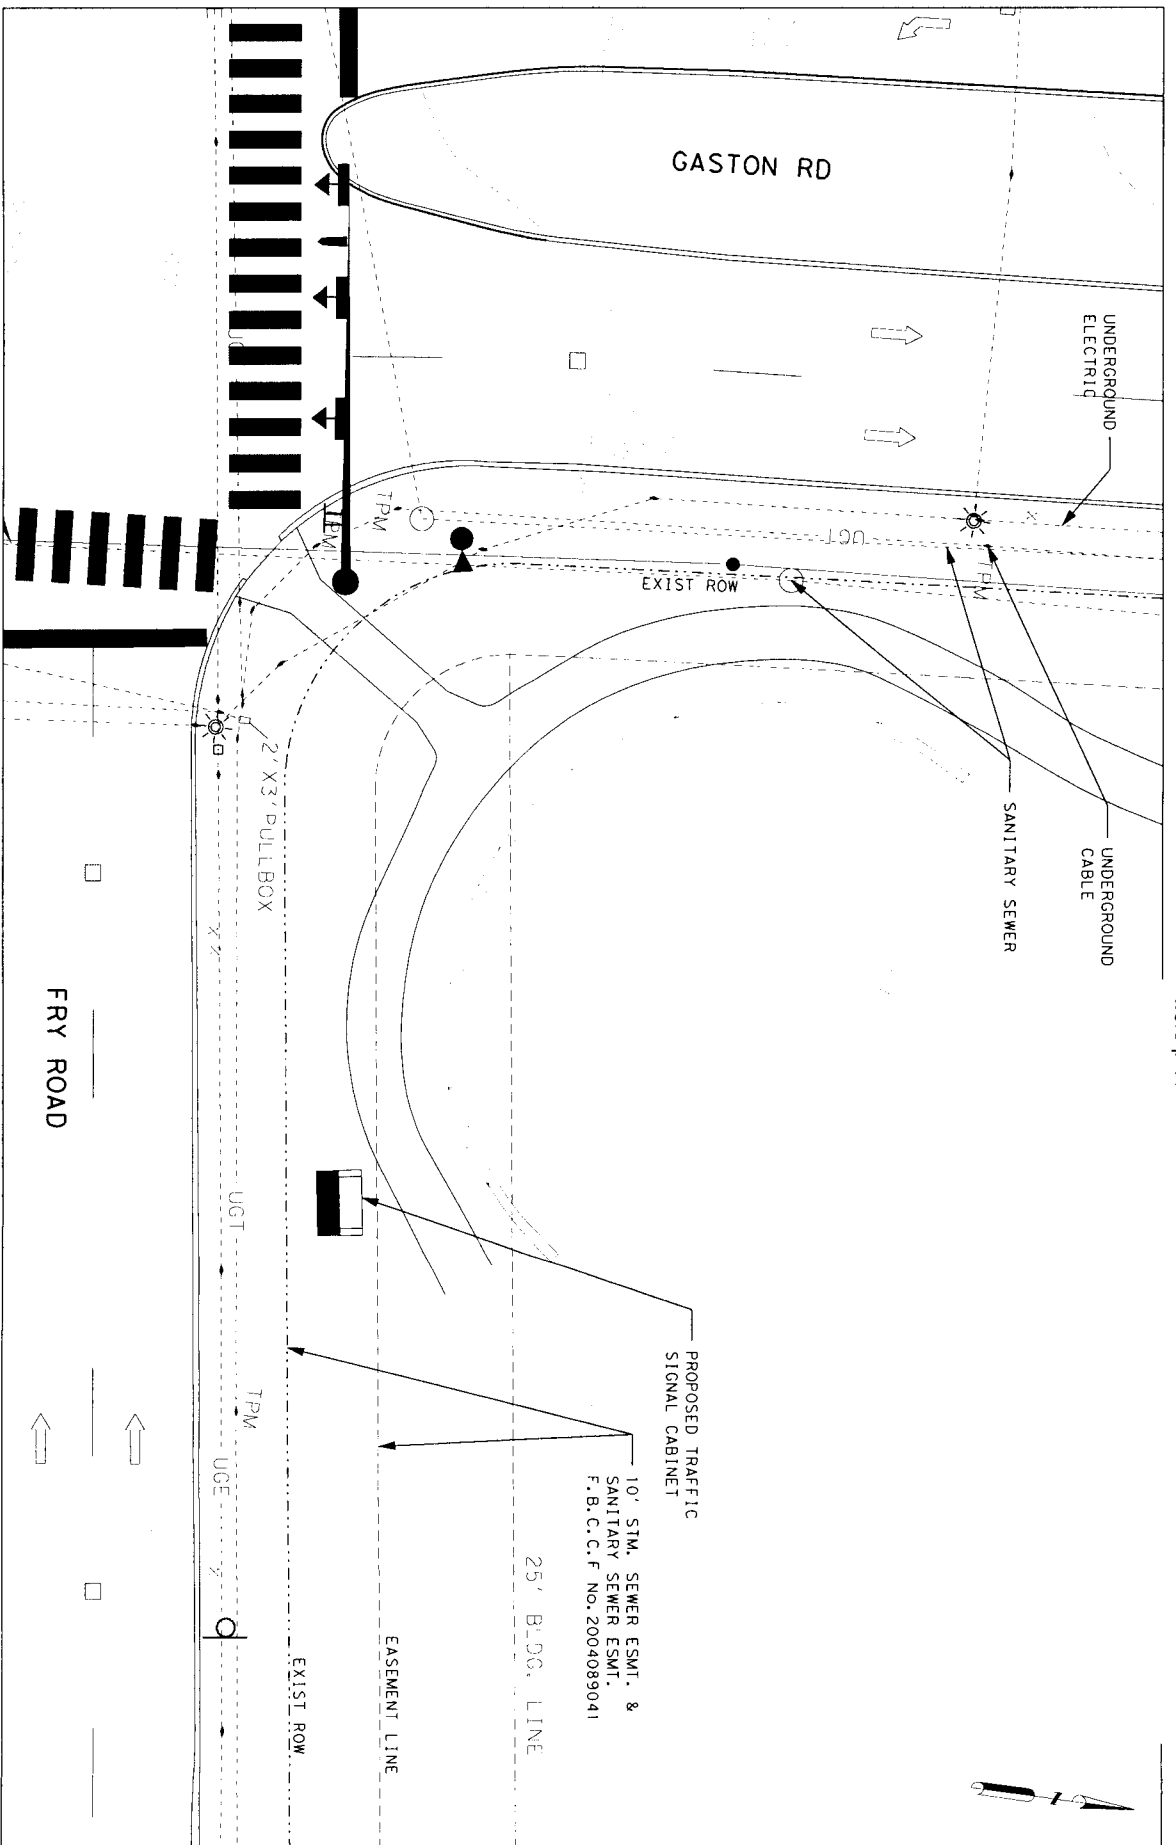 GASTON RD
UNDERGROUND
ELECTRIC
TPM
TPM
UGT
TPM
EXIST ROW
UNDERGROUND
CABLE
SANITARY SEWER
2'X3' PULLBOX
FRY ROAD
UGT
TPM
UGE
PROPOSED TRAFFIC
SIGNAL CABINET
10' STM. SEWER ESMT. &
SANITARY SEWER ESMT.
F.B.C.C.F No. 2004089041
25' BLDG. LINE
EASEMENT LINE
EXIST ROW